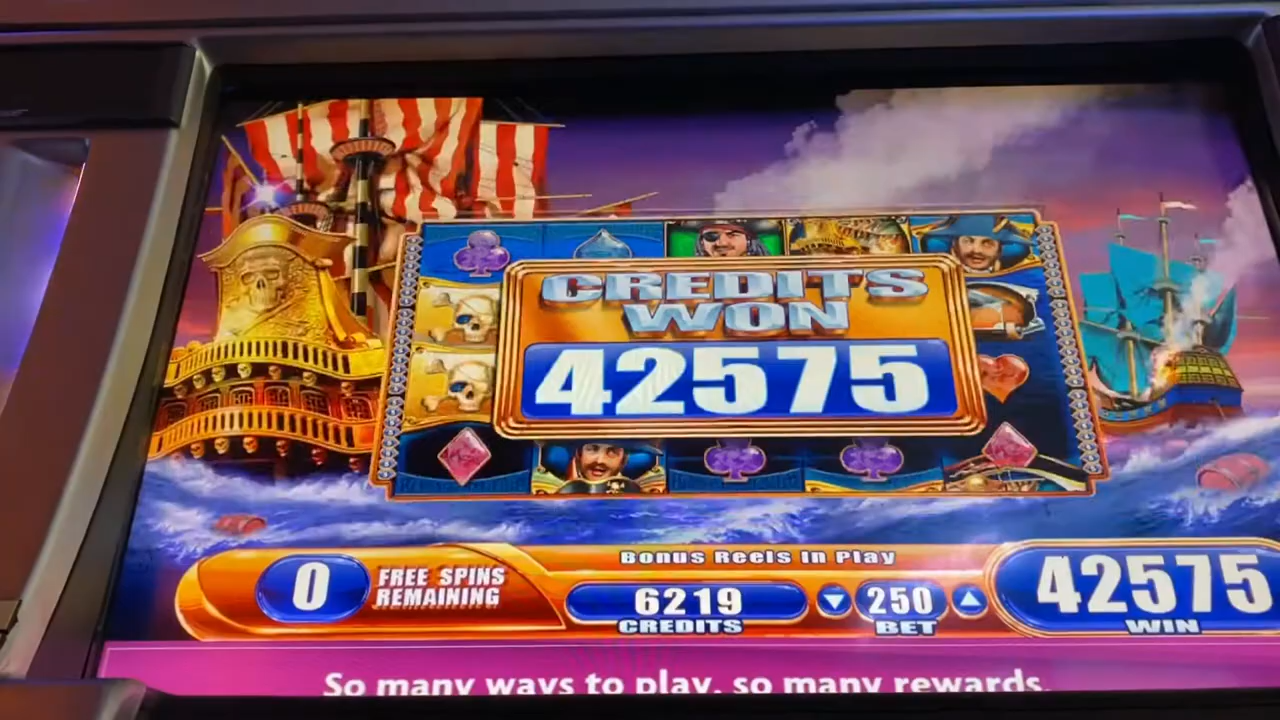 CREDITS
WON
42575
Bonus Reels In Play
0
FREE SPINS
REMAINING
6219
CREDITS
250
BET
42575
WIN
So many ways to play, so many rewards.